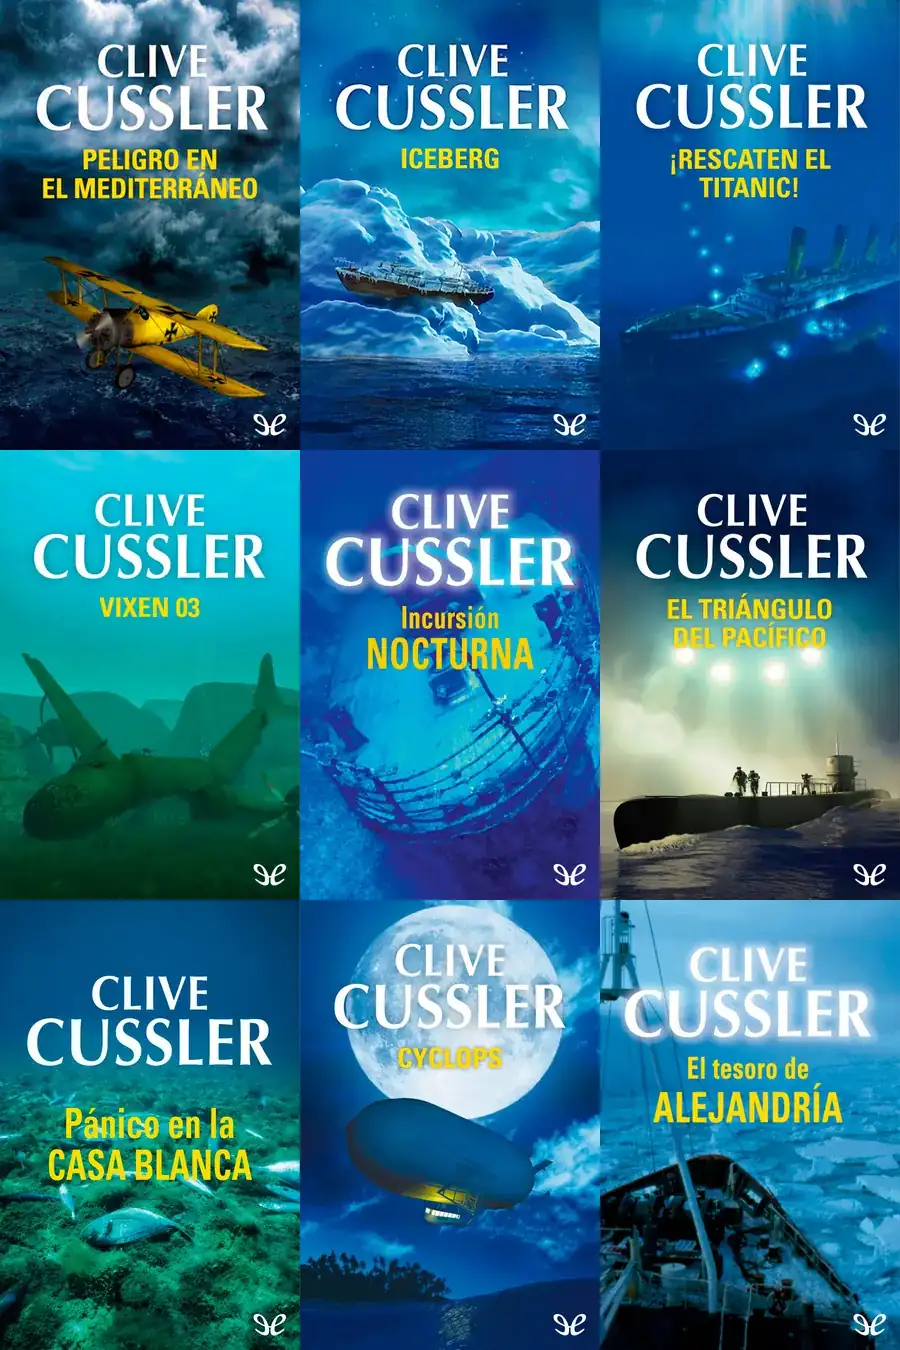 CLIVE
CUSSLER
PELIGRO EN
EL MEDITERRÁNEO
CLIVE
CUSSLER
ICEBERG
CLIVE
CUSSLER
¡RESCATEN EL
TITANIC!
CLIVE
CUSSLER
VIXEN 03
CLIVE
CUSSLER
Incursión
NOCTURNA
CLIVE
CUSSLER
EL TRIÁNGULO
DEL PACÍFICO
CLIVE
CUSSLER
Pánico en la
CASA BLANCA
CLIVE
CUSSLER
CYCLOPS
CLIVE
CUSSLER
El tesoro de
ALEJANDRÍA